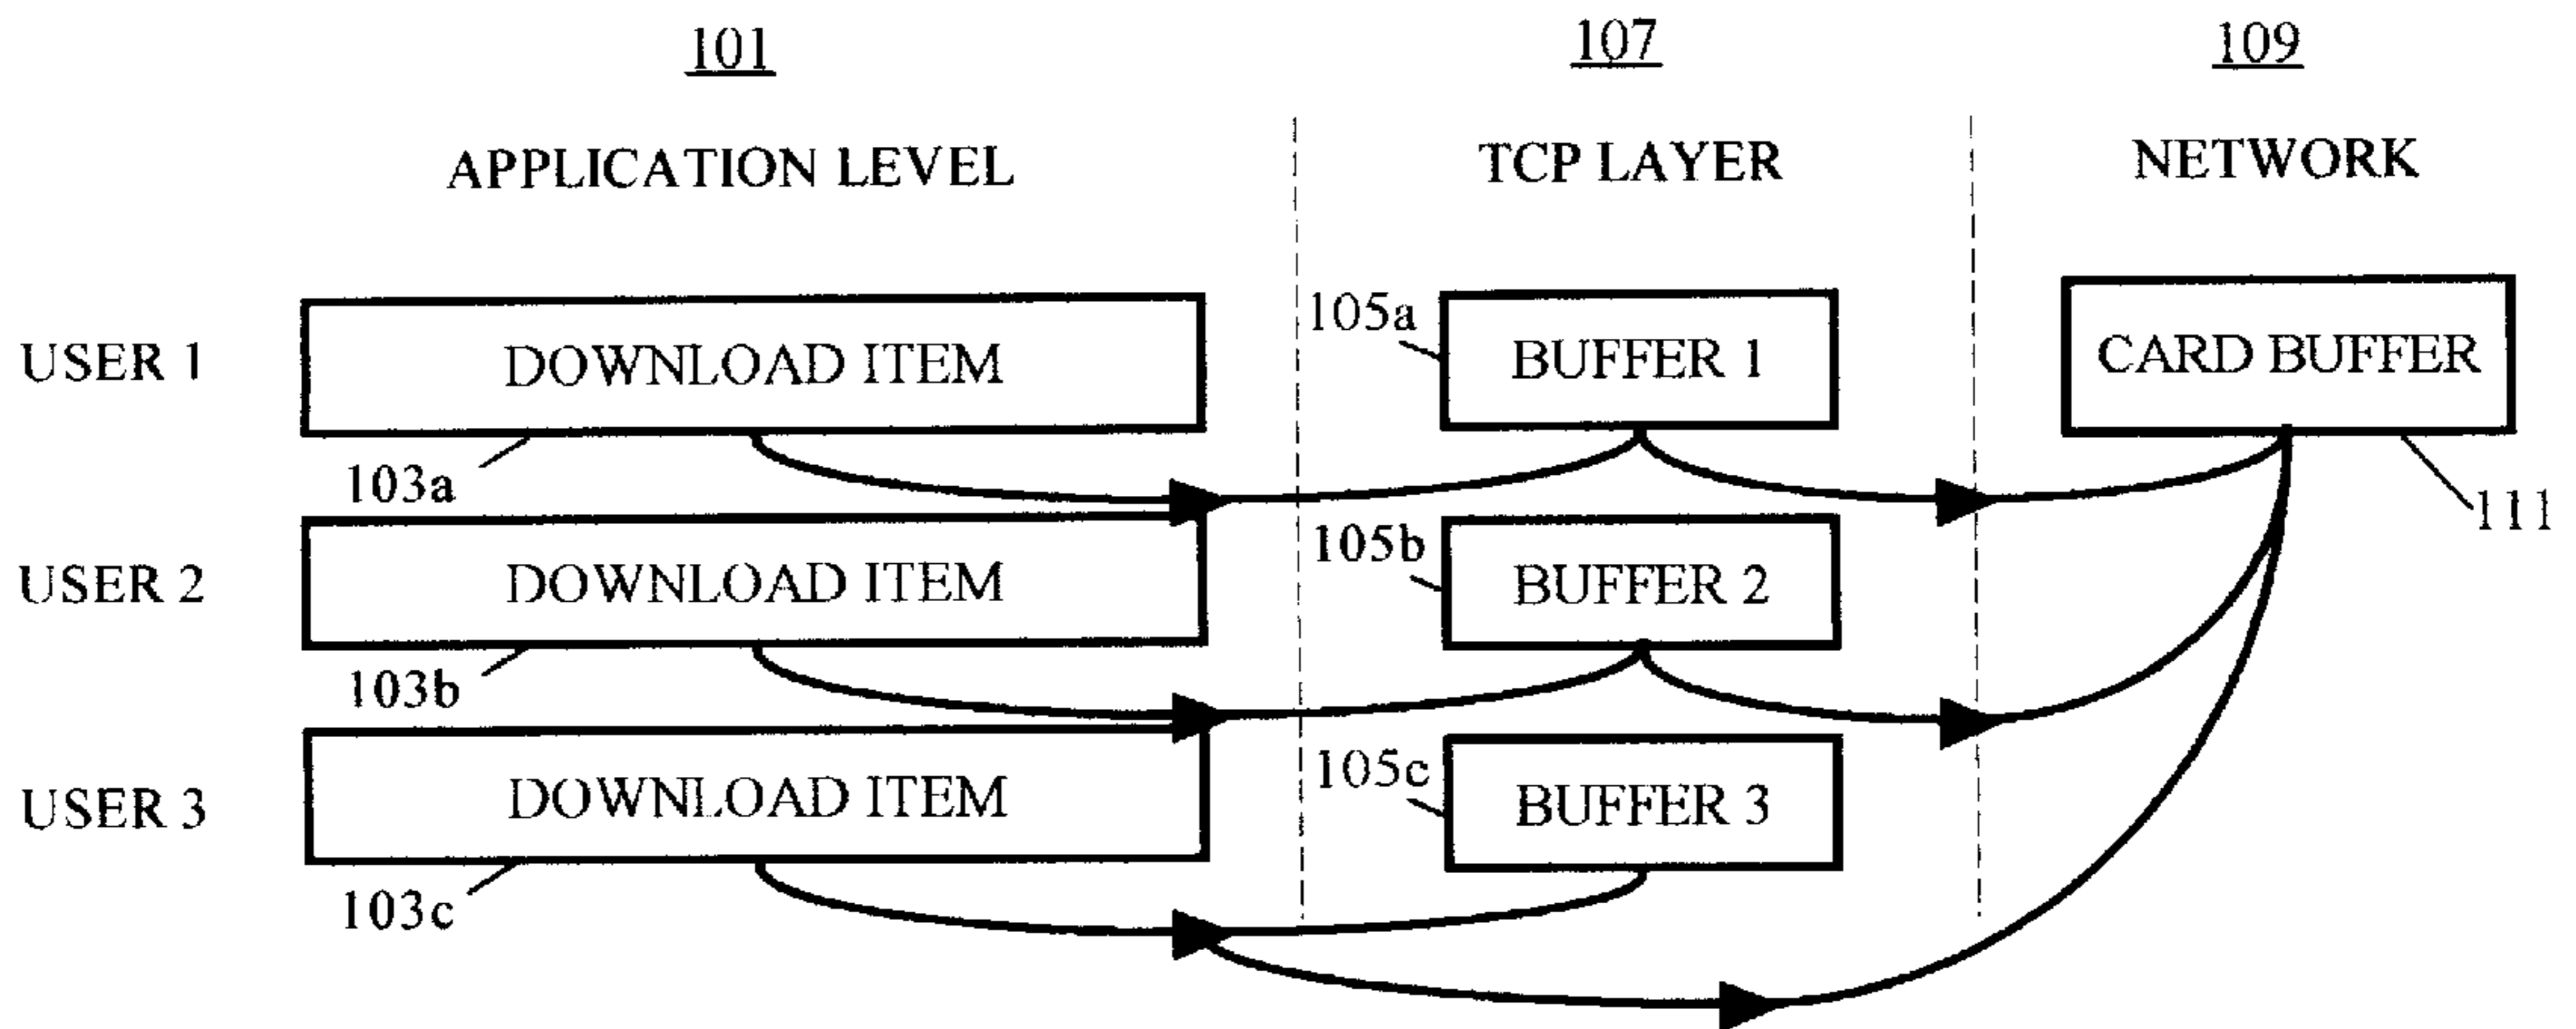 101 107 109
APPLICATION LEVEL TCP LAYER NETWORK
USER 1 DOWNLOAD ITEM 105a BUFFER 1 CARD BUFFER
103a 111
USER 2 DOWNLOAD ITEM 105b BUFFER 2
103b
USER 3 DOWNLOAD ITEM 105c BUFFER 3
103c